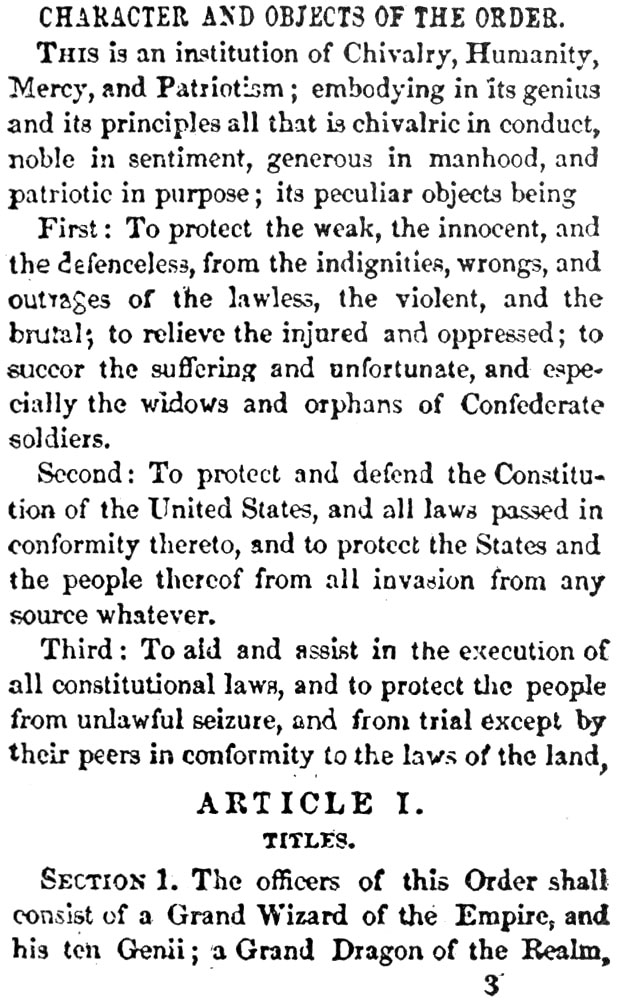 CHARACTER AND OBJECTS OF THE ORDER.
THIS is an institution of Chivalry, Humanity,
Mercy, and Patriotism; embodying in its genius
and its principles all that is chivalric in conduct,
noble in sentiment, generous in manhood, and
patriotic in purpose; its peculiar objects being
First: To protect the weak, the innocent, and
the defenceless, from the indignities, wrongs, and
outrages of the lawless, the violent, and the
brutal; to relieve the injured and oppressed; to
succor the suffering and unfortunate, and espe-
cially the widows and orphans of Confederate
soldiers.
Second: To protect and defend the Constitu-
tion of the United States, and all laws passed in
conformity thereto, and to protect the States and
the people thereof from all invasion from any
source whatever.
Third: To aid and assist in the execution of
all constitutional laws, and to protect the people
from unlawful seizure, and from trial except by
their peers in conformity to the laws of the land,
ARTICLE I.
TITLES.
SECTION 1. The officers of this Order shall
consist of a Grand Wizard of the Empire, and
his ten Genii; a Grand Dragon of the Realm,
3